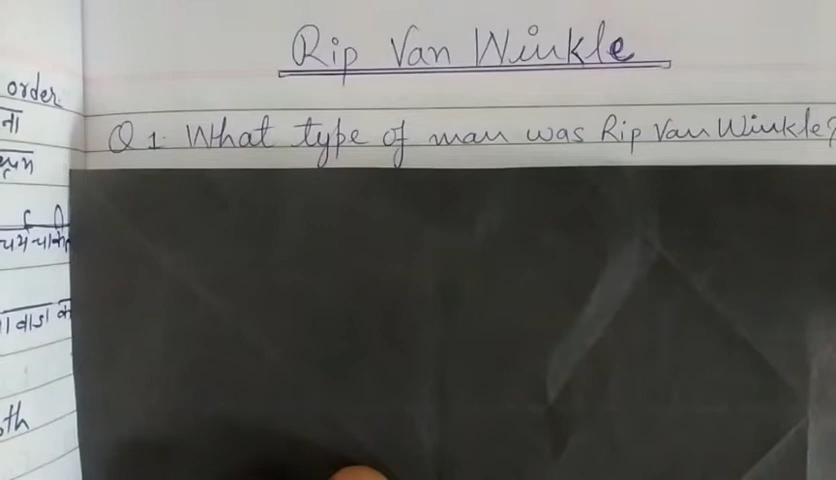 Rip Van Winkle
Q 1. What type of man was Rip Van Winkle?
order
ना
th